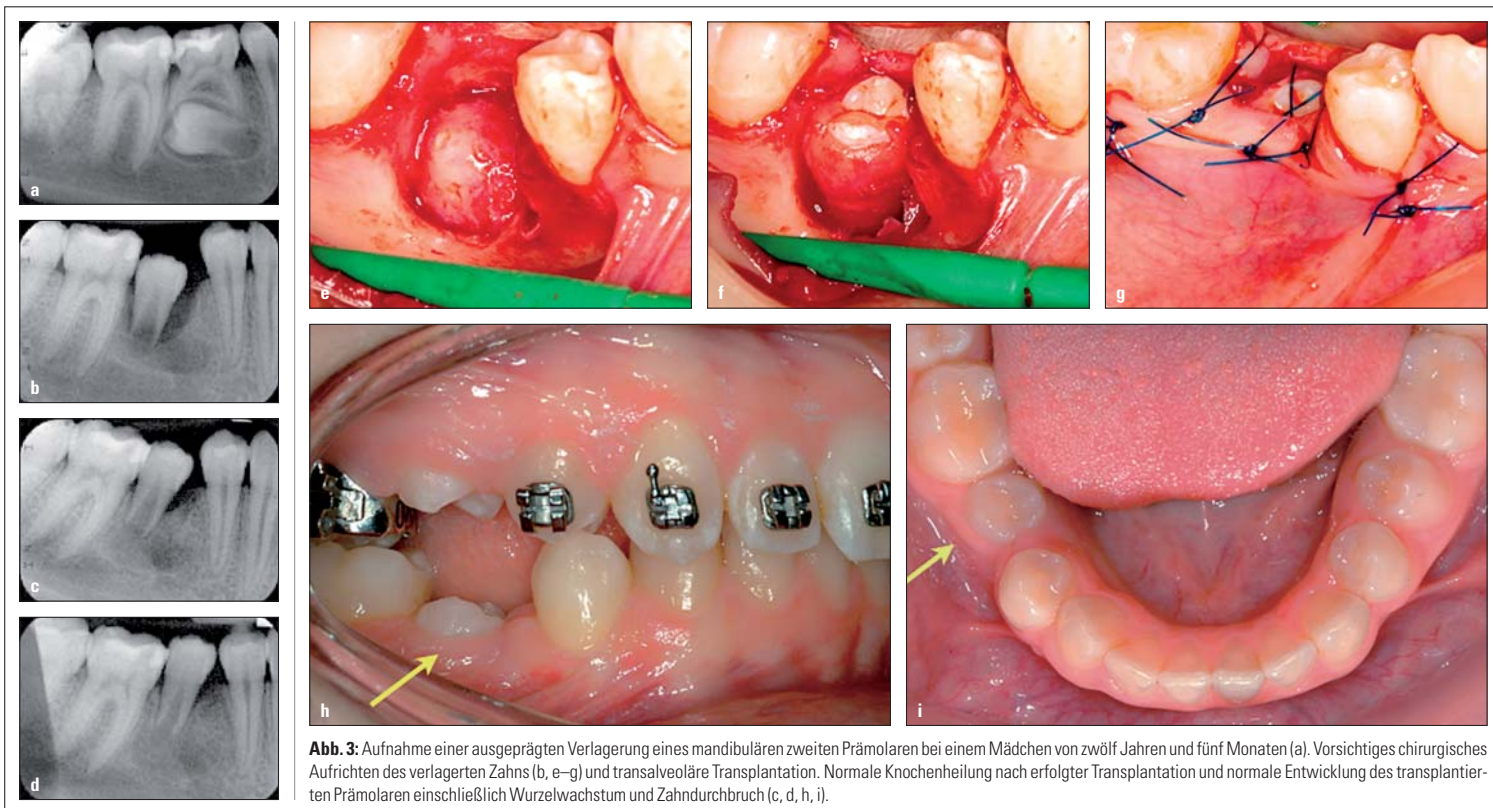 a
b
c
d
e
f
g
h
i
Abb. 3: Aufnahme einer ausgeprägten Verlagerung eines mandibulären zweiten Prämolaren bei einem Mädchen von zwölf Jahren und fünf Monaten (a). Vorsichtiges chirurgisches
Aufrichten des verlagerten Zahns (b, e–g) und transalveoläre Transplantation. Normale Knochenheilung nach erfolgter Transplantation und normale Entwicklung des transplantier-
ten Prämolaren einschließlich Wurzelwachstum und Zahndurchbruch (c, d, h, i).